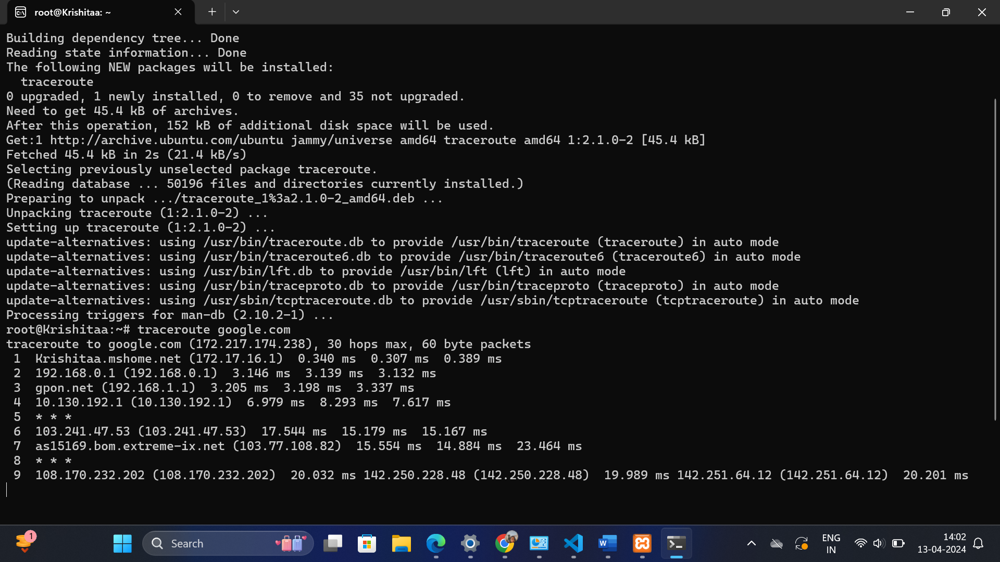 root@Krishitaa: ~
Building dependency tree... Done
Reading state information... Done
The following NEW packages will be installed:
  traceroute
0 upgraded, 1 newly installed, 0 to remove and 35 not upgraded.
Need to get 45.4 kB of archives.
After this operation, 152 kB of additional disk space will be used.
Get:1 http://archive.ubuntu.com/ubuntu jammy/universe amd64 traceroute amd64 1:2.1.0-2 [45.4 kB]
Fetched 45.4 kB in 2s (21.4 kB/s)
Selecting previously unselected package traceroute.
(Reading database ... 50196 files and directories currently installed.)
Preparing to unpack .../traceroute_1%3a2.1.0-2_amd64.deb ...
Unpacking traceroute (1:2.1.0-2) ...
Setting up traceroute (1:2.1.0-2) ...
update-alternatives: using /usr/bin/traceroute.db to provide /usr/bin/traceroute (traceroute) in auto mode
update-alternatives: using /usr/bin/traceroute6.db to provide /usr/bin/traceroute6 (traceroute6) in auto mode
update-alternatives: using /usr/bin/lft.db to provide /usr/bin/lft (lft) in auto mode
update-alternatives: using /usr/bin/traceproto.db to provide /usr/bin/traceproto (traceproto) in auto mode
update-alternatives: using /usr/sbin/tcptraceroute.db to provide /usr/sbin/tcptraceroute (tcptraceroute) in auto mode
Processing triggers for man-db (2.10.2-1) ...
root@Krishitaa:~# traceroute google.com
traceroute to google.com (172.217.174.238), 30 hops max, 60 byte packets
 1  Krishitaa.mshome.net (172.17.16.1)  0.340 ms  0.307 ms  0.389 ms
 2  192.168.0.1 (192.168.0.1)  3.146 ms  3.139 ms  3.132 ms
 3  gpon.net (192.168.1.1)  3.205 ms  3.198 ms  3.337 ms
 4  10.130.192.1 (10.130.192.1)  6.979 ms  8.293 ms  7.617 ms
 5  * * *
 6  103.241.47.53 (103.241.47.53)  17.544 ms  15.179 ms  15.167 ms
 7  as15169.bom.extreme-ix.net (103.77.108.82)  15.554 ms  14.884 ms  23.464 ms
 8  * * *
 9  108.170.232.202 (108.170.232.202)  20.032 ms 142.250.228.48 (142.250.228.48)  19.989 ms 142.251.64.12 (142.251.64.12)  20.201 ms
1
Search
W
ENG
IN
14:02
13-04-2024